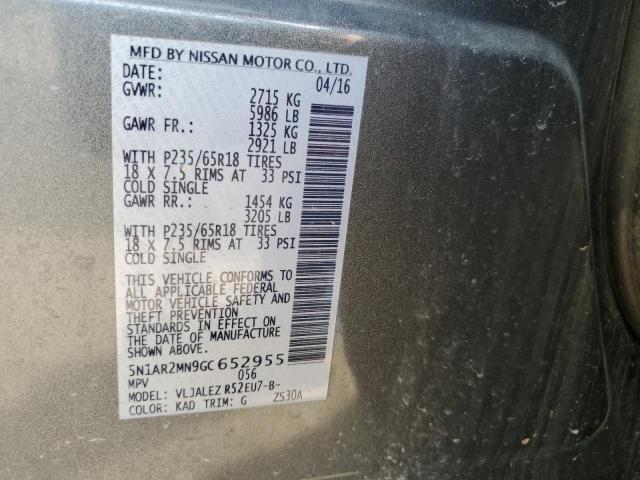 MFD BY NISSAN MOTOR CO., LTD.
DATE: 04/16
GVWR: 2715 KG
5986 LB
GAWR FR.: 1325 KG
2921 LB
WITH P235/65R18 TIRES
18 X 7.5 RIMS AT 33 PSI
COLD SINGLE
GAWR RR.: 1454 KG
3205 LB
WITH P235/65R18 TIRES
18 X 7.5 RIMS AT 33 PSI
COLD SINGLE
THIS VEHICLE CONFORMS TO
ALL APPLICABLE FEDERAL
MOTOR VEHICLE SAFETY AND
THEFT PREVENTION
STANDARDS IN EFFECT ON
THE DATE OF MANUFACTURE
SHOWN ABOVE.
5N1AR2MN9GC 652955
MPV 056
MODEL: VLJALEZ R52EU7-B-
COLOR: KAD TRIM: G ZS30A